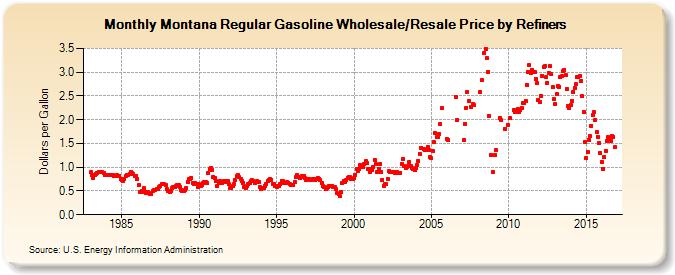 Monthly Montana Regular Gasoline Wholesale/Resale Price by Refiners
Dollars per Gallon
3.5
3.0
2.5
2.0
1.5
1.0
0.5
0.0
1985 1990 1995 2000 2005 2010 2015
Source: U.S. Energy Information Administration